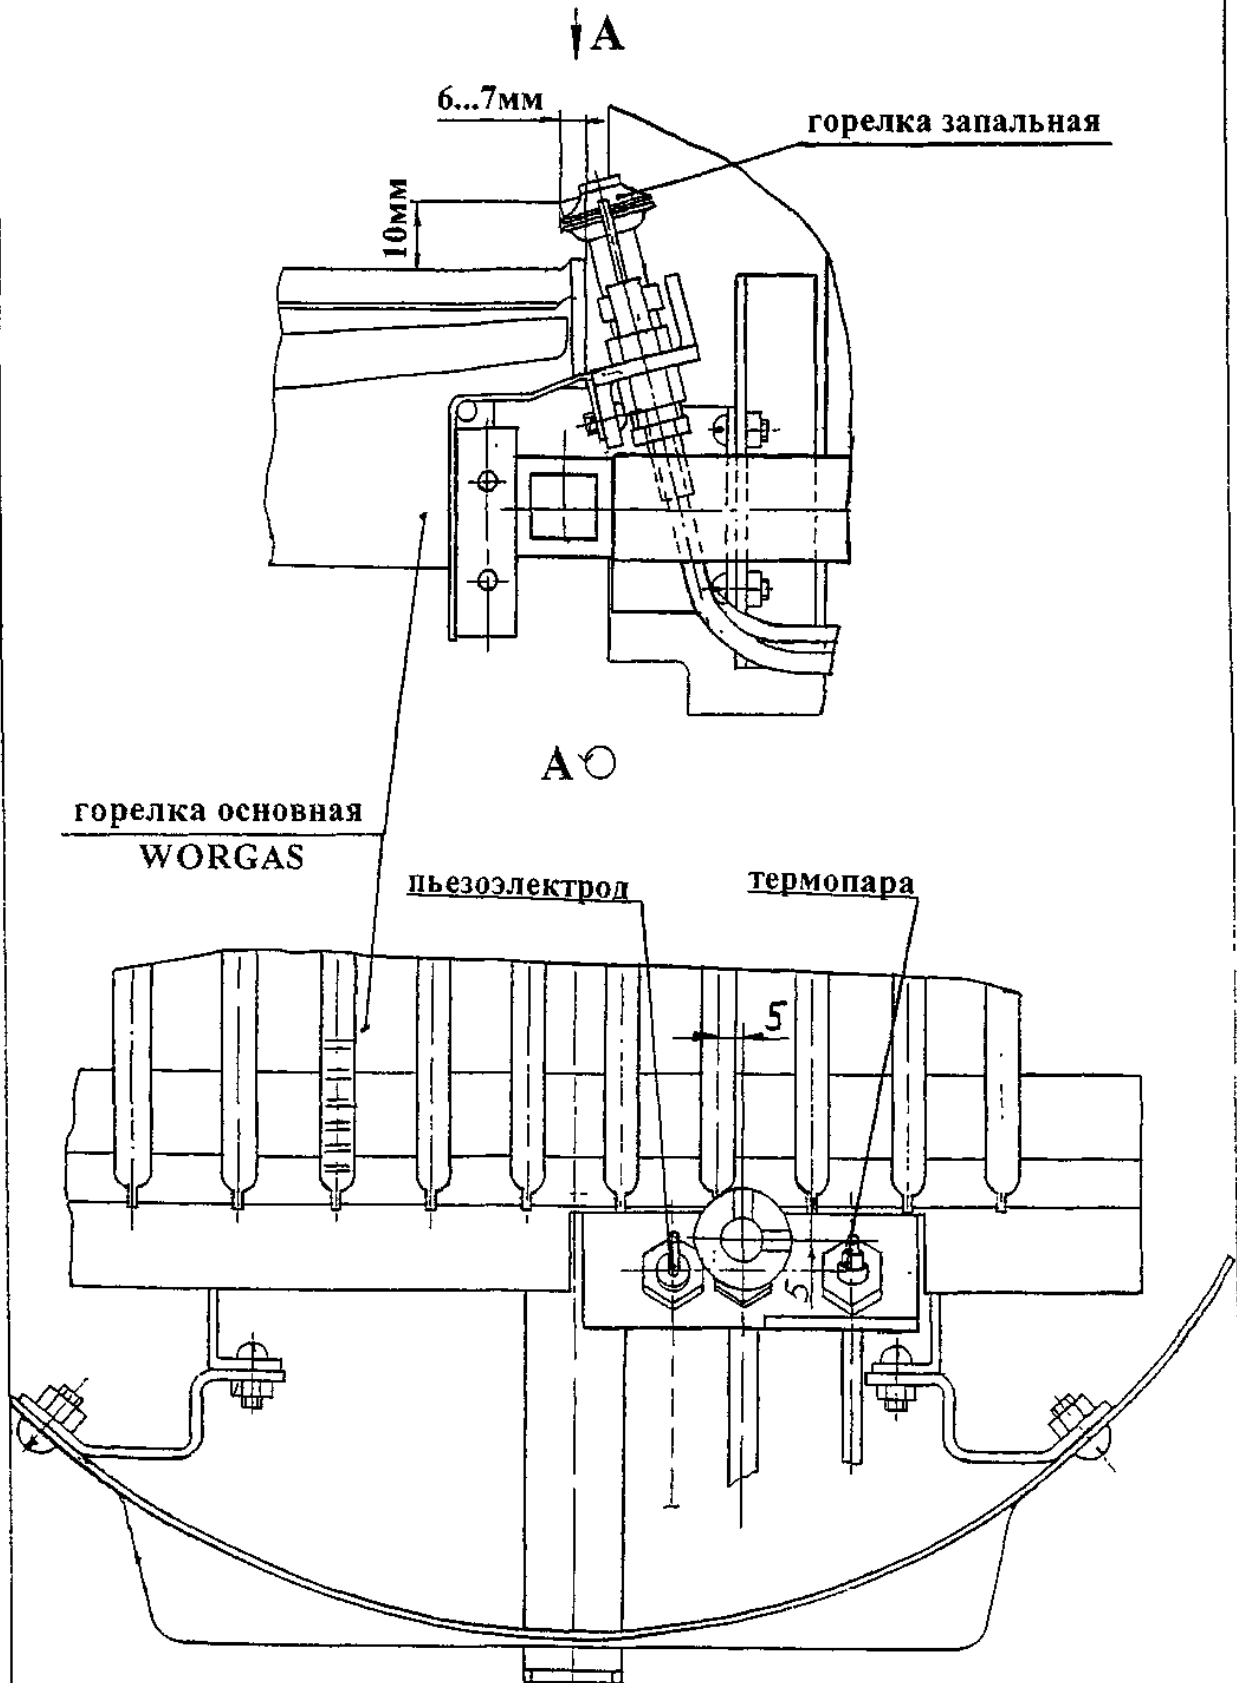 А
6...7мм
горелка запальная
10мм
А
горелка основная
WORGAS
пьезоэлектрод
термопара
5
5